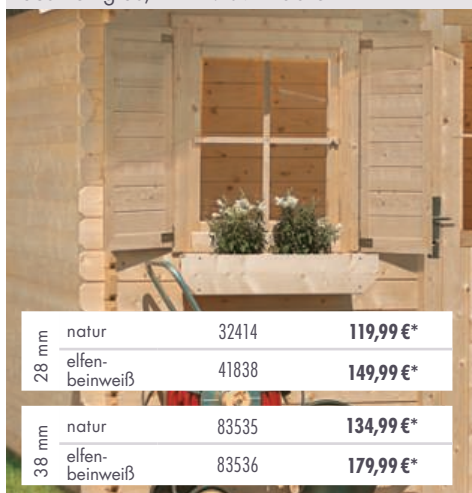 28 mm
natur 32414 119,99 €*
elfen-
beinweiß 41838 149,99 €*
38 mm
natur 83535 134,99 €*
elfen-
beinweiß 83536 179,99 €*